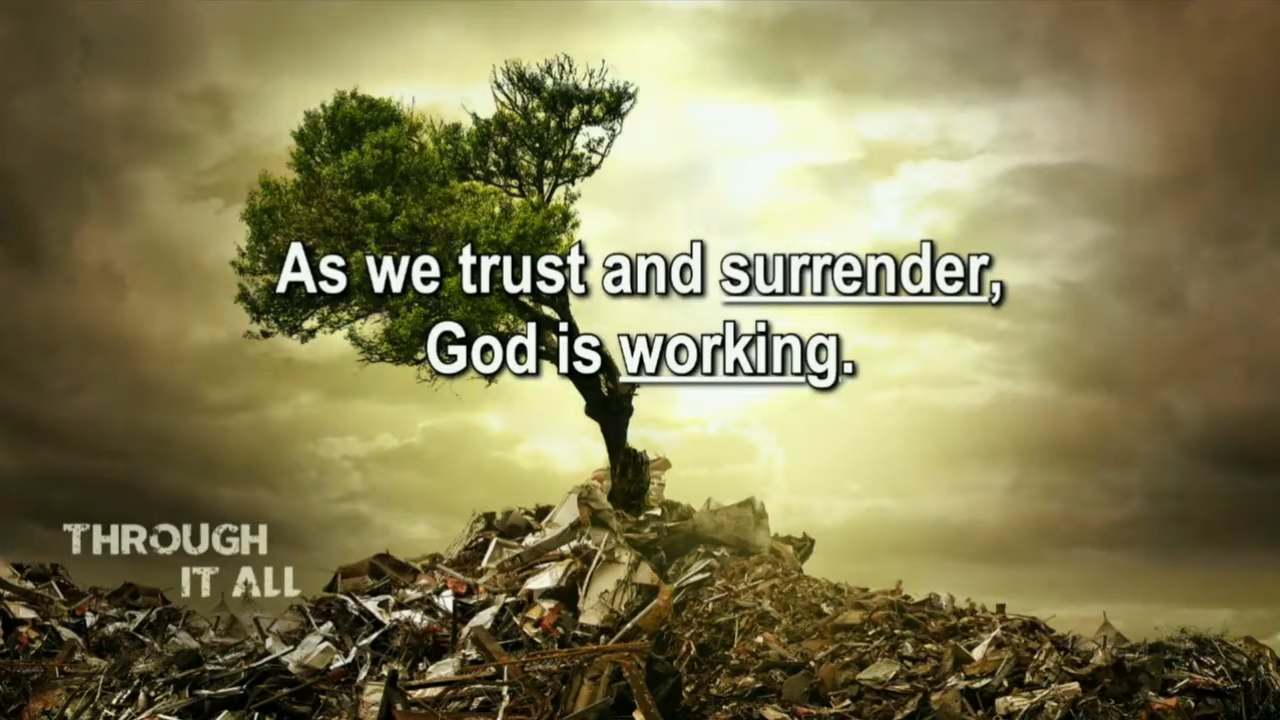 As we trust and surrender,
God is working.
THROUGH
IT ALL